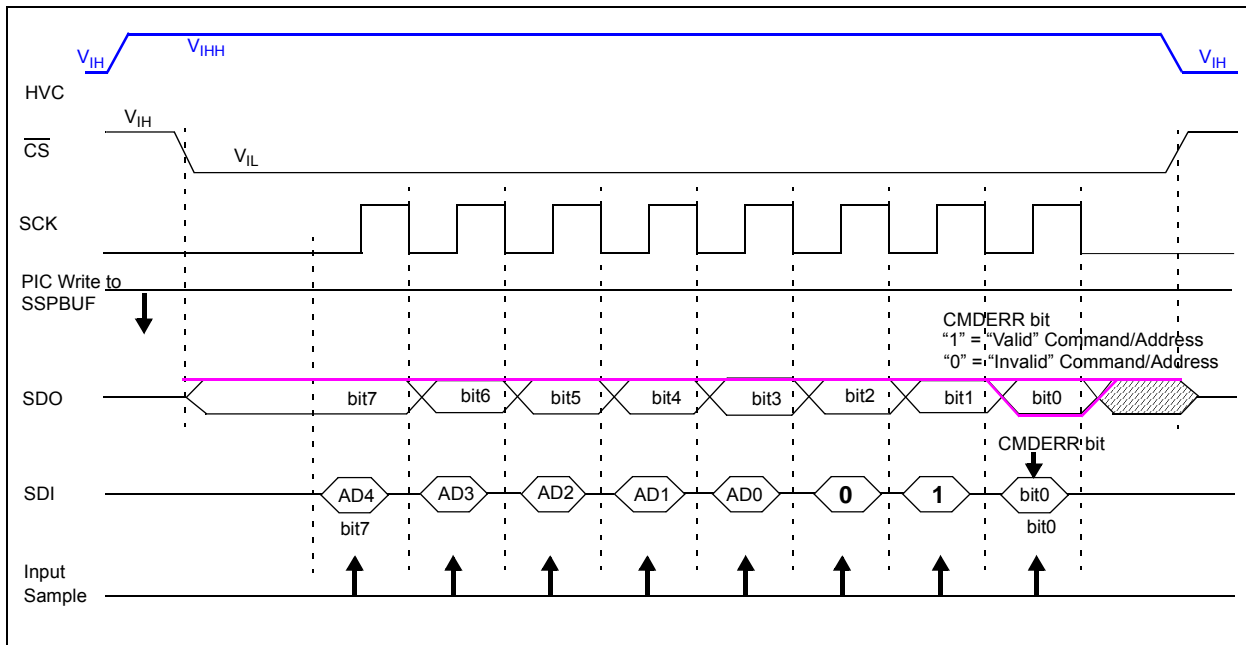 VIH
VIHH
VIH
HVC
VIH
CS
VIL
SCK
PIC Write to
SSPBUF
CMDERR bit
“1” = “Valid” Command/Address
“0” = “Invalid” Command/Address
SDO
bit7 bit6 bit5 bit4 bit3 bit2 bit1 bit0
CMDERR bit
SDI
AD4 AD3 AD2 AD1 AD0 0 1 bit0
bit7 bit0
Input
Sample